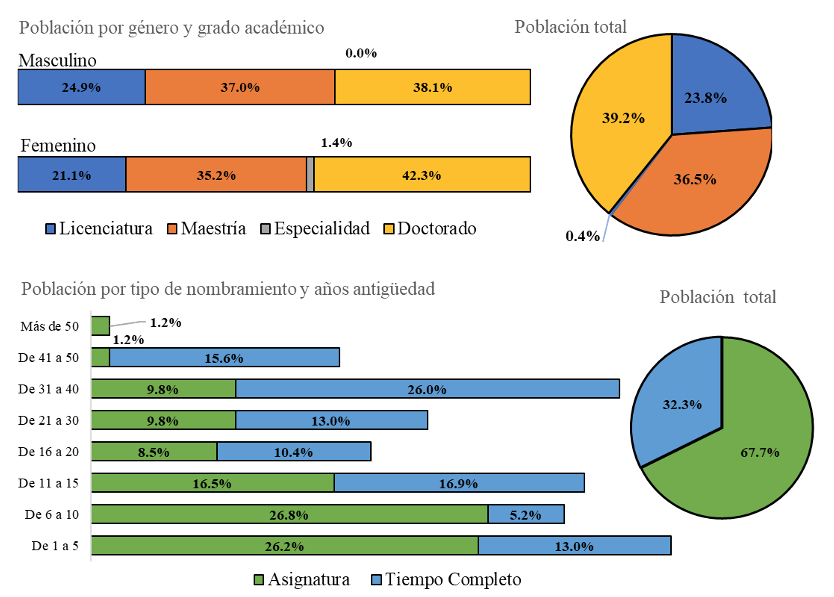 Población por género y grado académico
Población total
Masculino
0.0%
24.9% 37.0% 38.1%
Femenino
1.4%
21.1% 35.2% 42.3%
Licenciatura Maestría Especialidad Doctorado
23.8%
39.2%
36.5%
0.4%
Población por tipo de nombramiento y años antigüedad
Población total
Más de 50 1.2%
1.2%
De 41 a 50 15.6%
De 31 a 40 9.8% 26.0%
De 21 a 30 9.8% 13.0%
De 16 a 20 8.5% 10.4%
De 11 a 15 16.5% 16.9%
De 6 a 10 26.8% 5.2%
De 1 a 5 26.2% 13.0%
Asignatura Tiempo Completo
32.3%
67.7%